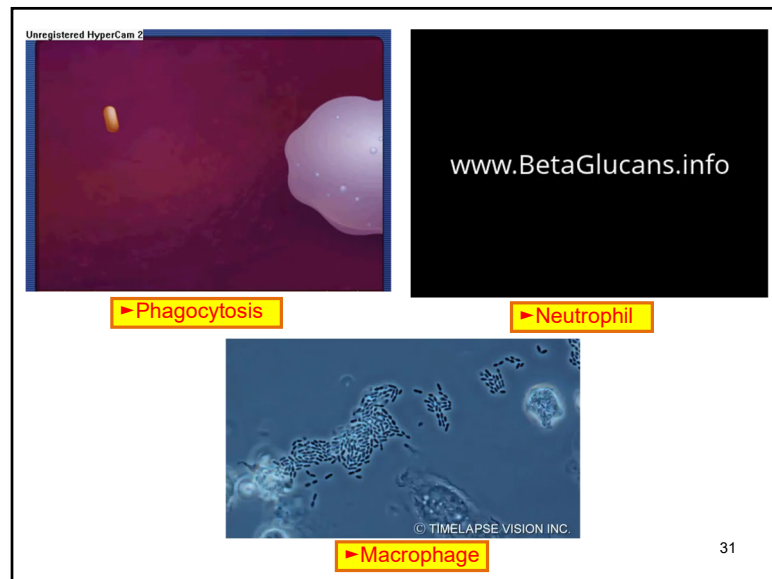 Unregistered HyperCam 2
www.BetaGlucans.info
►Phagocytosis
►Neutrophil
© TIMELAPSE VISION INC.
►Macrophage
31